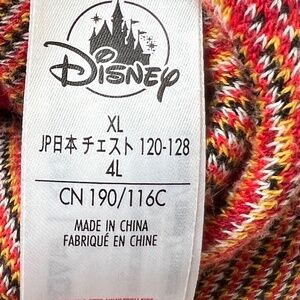 Disney
XL
JP日本 チェスト 120-128
4L
CN 190/116C
MADE IN CHINA
FABRIQUÉ EN CHINE